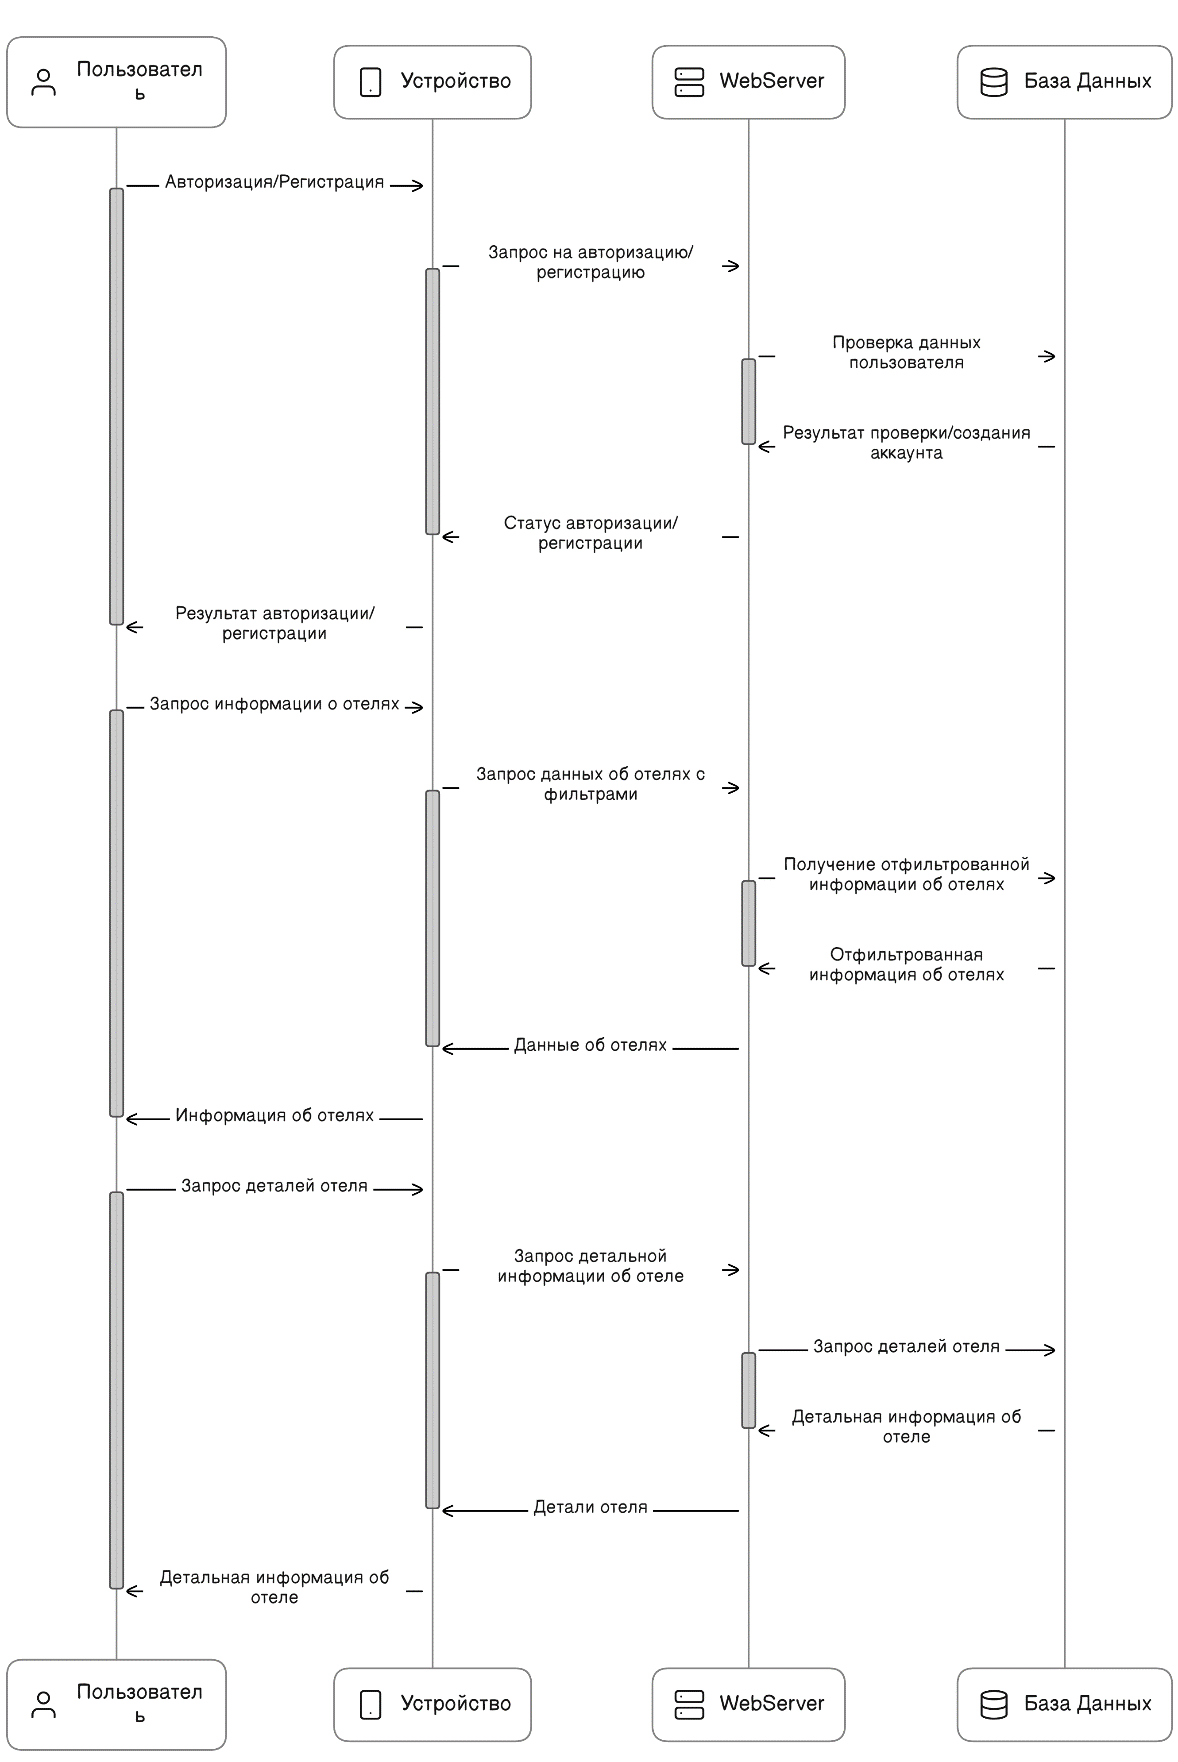 Пользовател
ь
Устройство
WebServer
База Данных
Авторизация/Регистрация
Запрос на авторизацию/
регистрацию
Проверка данных
пользователя
Результат проверки/создания
аккаунта
Статус авторизации/
регистрации
Результат авторизации/
регистрации
Запрос информации о отелях
Запрос данных об отелях с
фильтрами
Получение отфильтрованной
информации об отелях
Отфильтрованная
информация об отелях
Данные об отелях
Информация об отелях
Запрос деталей отеля
Запрос детальной
информации об отеле
Запрос деталей отеля
Детальная информация об
отеле
Детали отеля
Детальная информация об
отеле
Пользовател
ь
Устройство
WebServer
База Данных